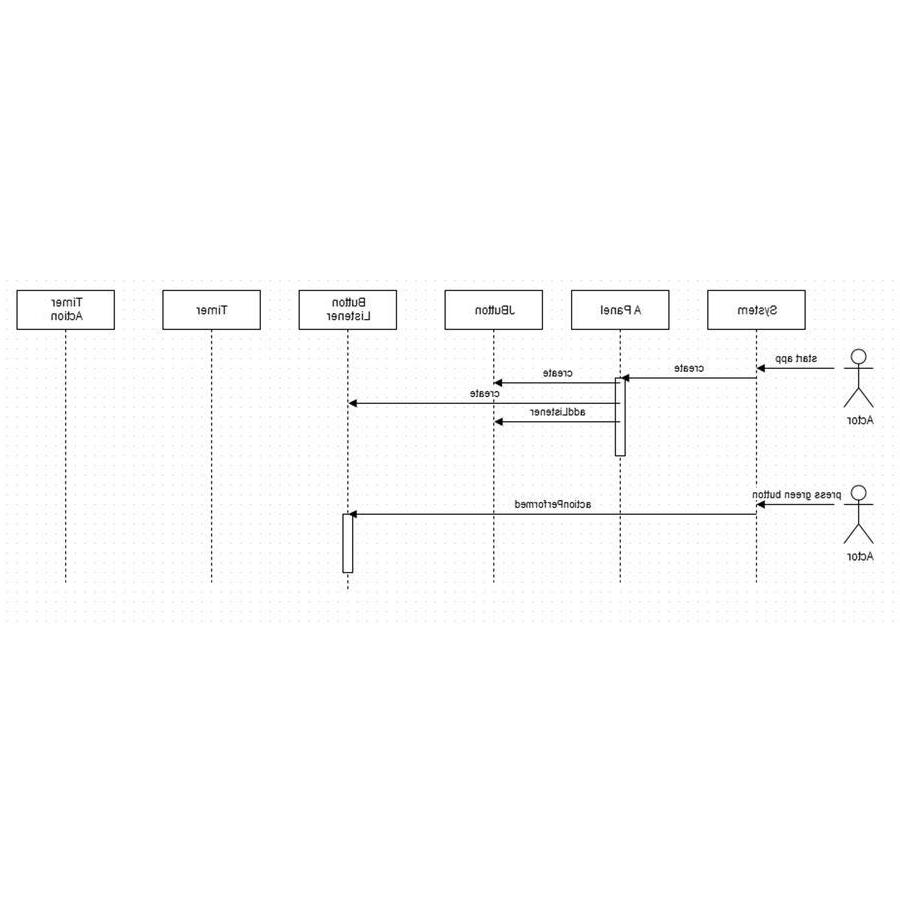 System
A Panel
JButton
Button
Listener
Timer
Timer
Action
start app
create
create
create
addListener
Actor
press green button
actionPerformed
Actor